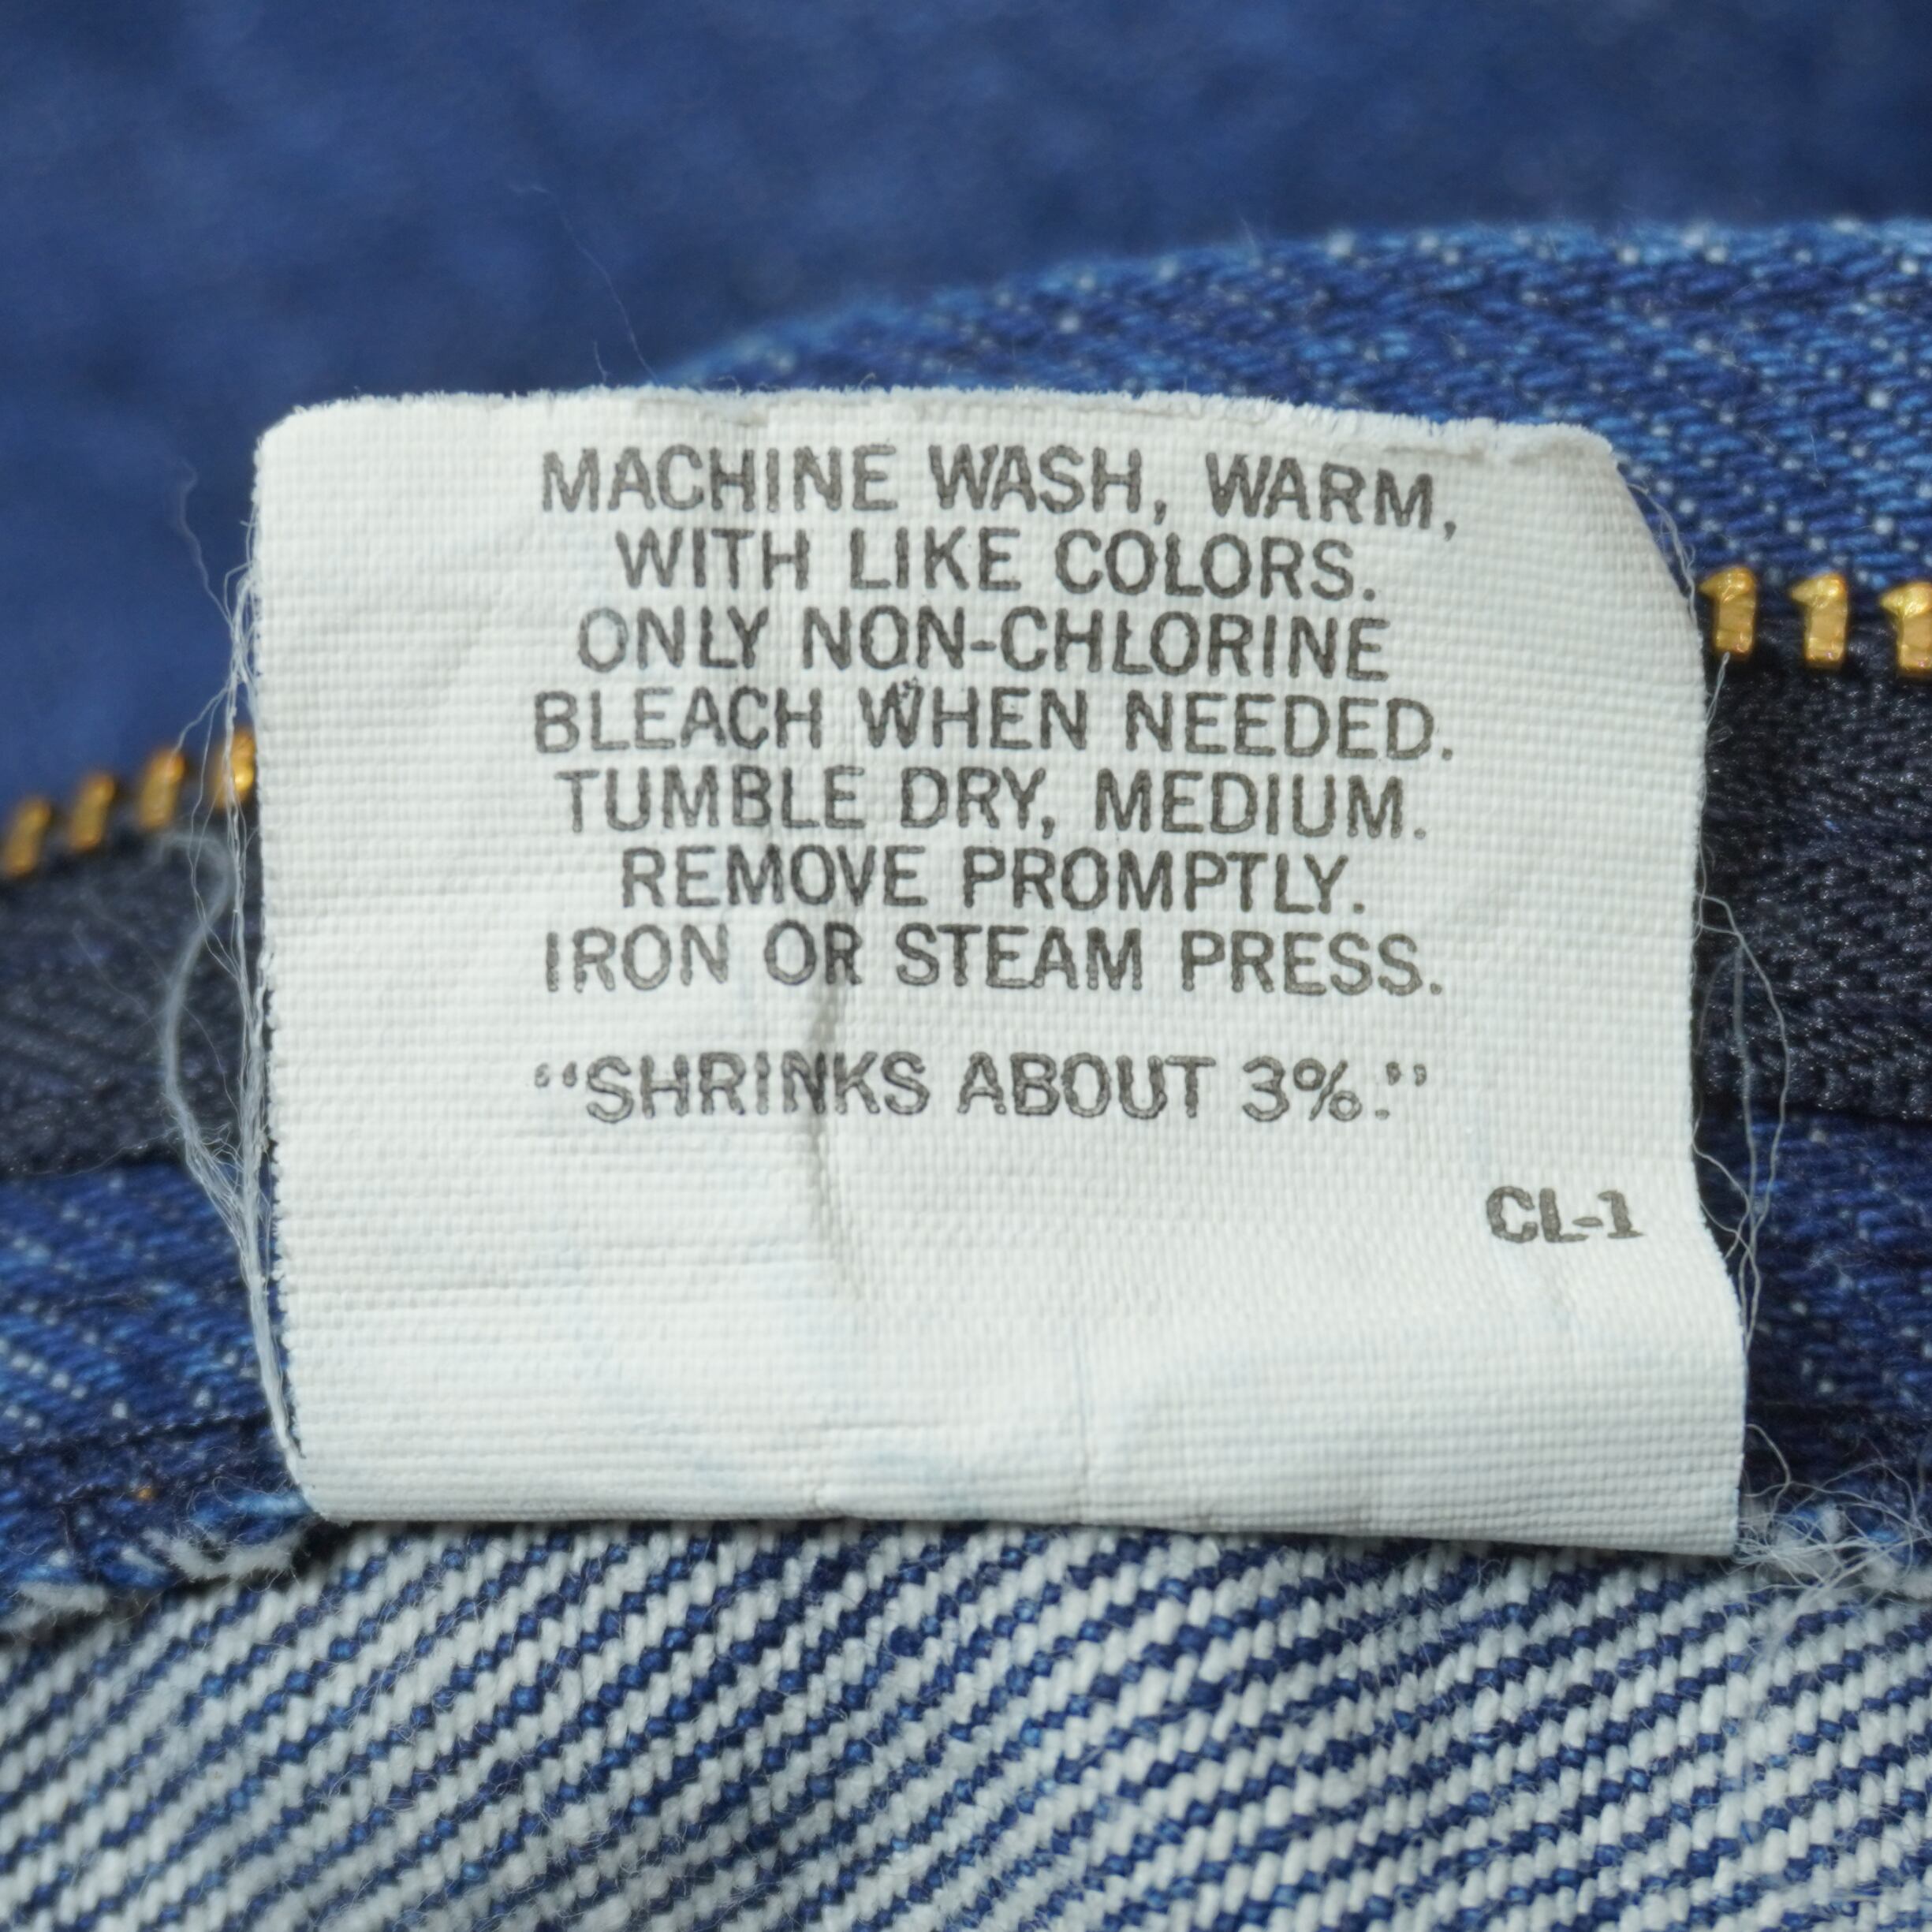 MACHINE WASH, WARM,
WITH LIKE COLORS.
ONLY NON-CHLORINE
BLEACH WHEN NEEDED.
TUMBLE DRY, MEDIUM.
REMOVE PROMPTLY.
IRON OR STEAM PRESS.
“SHRINKS ABOUT 3%.”
CL-1